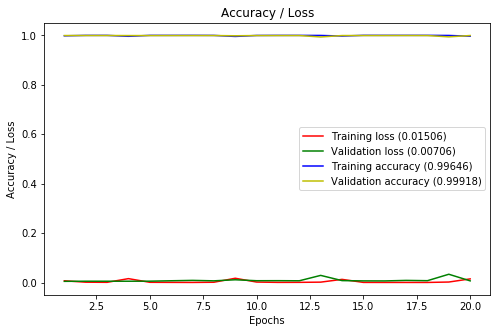 Accuracy / Loss
1.0
0.8
0.6
0.4
0.2
0.0
Accuracy / Loss
Training loss (0.01506)
Validation loss (0.00706)
Training accuracy (0.99646)
Validation accuracy (0.99918)
2.5 5.0 7.5 10.0 12.5 15.0 17.5 20.0
Epochs